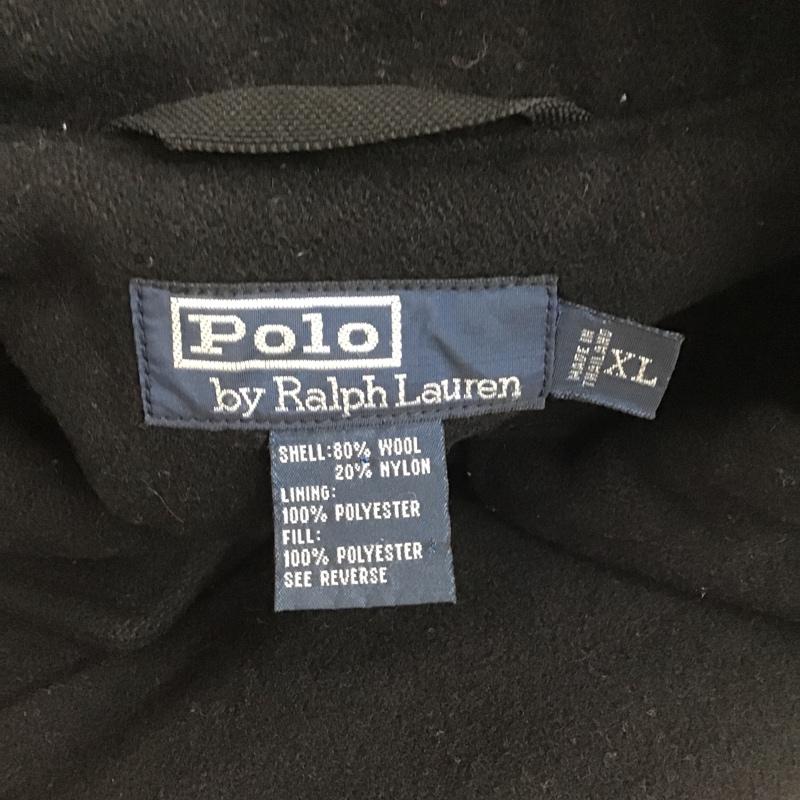 Polo
by Ralph Lauren
MADE IN
THAILAND
XL
SHELL:80% WOOL
20% NYLON
LINING:
100% POLYESTER
FILL:
100% POLYESTER
SEE REVERSE